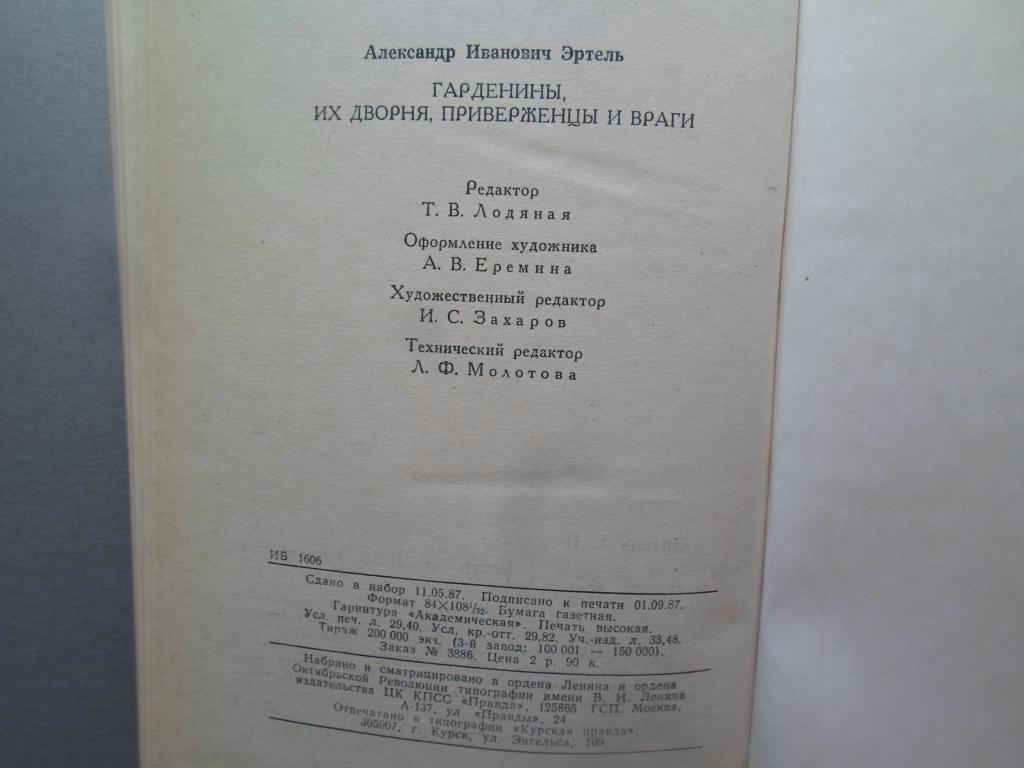 Александр Иванович Эртель
ГАРДЕНИНЫ,
ИХ ДВОРНЯ, ПРИВЕРЖЕНЦЫ И ВРАГИ
Редактор
Т. В. Лодяная
Оформление художника
А. В. Еремина
Художественный редактор
И. С. Захаров
Технический редактор
Л. Ф. Молотова
ИБ 1606
Сдано в набор 11.05.87. Подписано к печати 01.09.87.
Формат 84×108¹/₃₂. Бумага газетная.
Гарнитура «Академическая». Печать высокая.
Усл. печ. л. 29,40. Усл. кр.-отт. 29,82. Уч.-изд. л. 33,48.
Тираж 200 000 экз. (3-й завод: 100 001 — 150 000).
Заказ № 3886. Цена 2 р. 90 к.
Набрано и сматрицировано в ордена Ленина и ордена
Октябрьской Революции типографии имени В. И. Ленина
издательства ЦК КПСС «Правда». 125865 ГСП. Москва,
А-137, ул «Правды», 24
Отпечатано в типографии «Курская правда»,
305007, г. Курск, ул. Энгельса, 109.